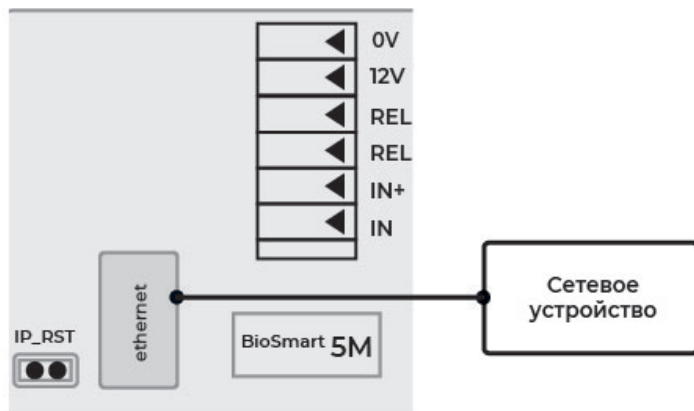 0V
12V
REL
REL
IN+
IN
ethernet
Сетевое
устройство
IP_RST
BioSmart 5M